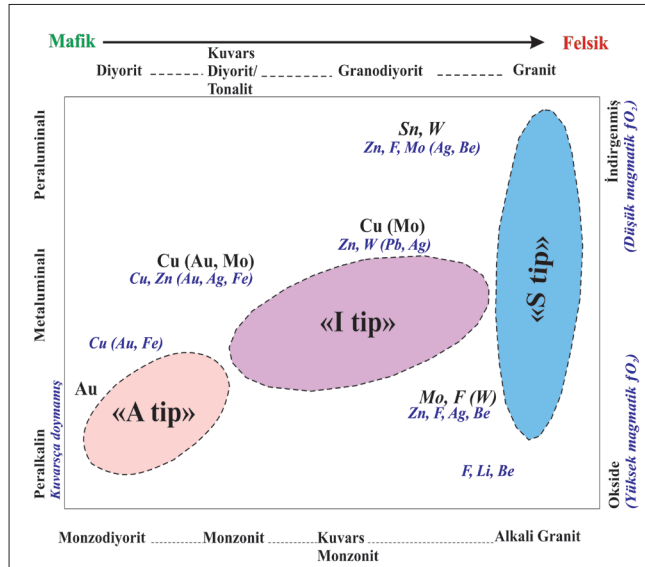 Mafik
Felsik
Diyorit
Kuvars
Diyorit/
Tonalit
Granodiyorit
Granit
Peraluminalı
Metaluminalı
Peralkalin
Kuvarsça doymamış
İndirgenmiş
(Düşük magmatik fO₂)
Okside
(Yüksek magmatik fO₂)
Sn, W
Zn, F, Mo (Ag, Be)
Cu (Mo)
Zn, W (Pb, Ag)
Cu (Au, Mo)
Cu, Zn (Au, Ag, Fe)
«S tip»
«I tip»
Cu (Au, Fe)
Au
«A tip»
Mo, F (W)
Zn, F, Ag, Be
F, Li, Be
Monzodiyorit
Monzonit
Kuvars
Monzonit
Alkali Granit